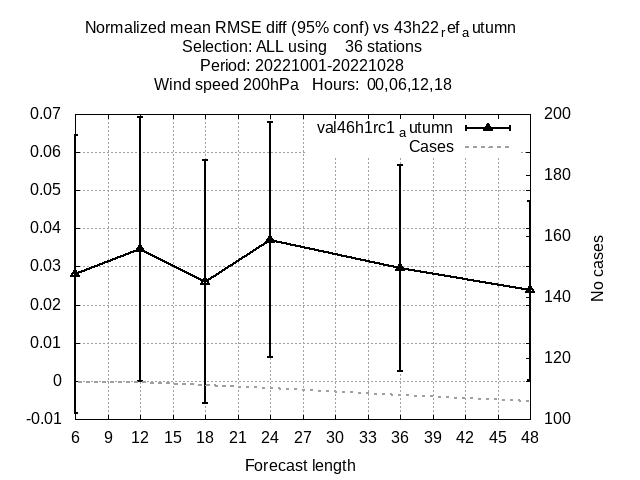 Normalized mean RMSE diff (95% conf) vs 43h22refautumn
Selection: ALL using 36 stations
Period: 20221001-20221028
Wind speed 200hPa Hours: 00,06,12,18
val46h1rc1autumn
Cases
0.07
0.06
0.05
0.04
0.03
0.02
0.01
0
-0.01
200
180
160
140
120
100
No cases
6 9 12 15 18 21 24 27 30 33 36 39 42 45 48
Forecast length